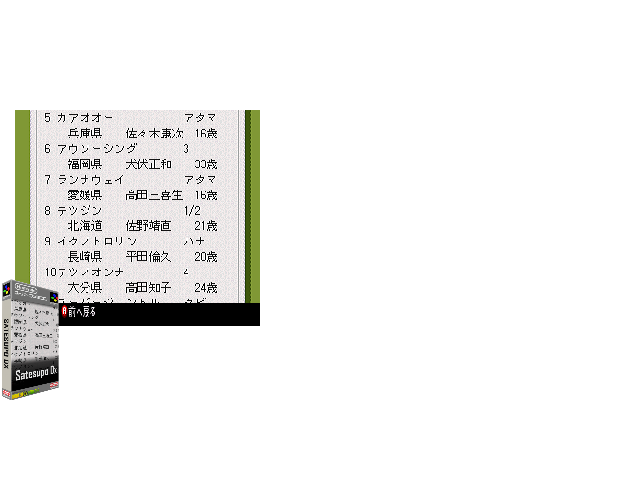 5 カアオオー アタマ
兵庫県 佐々木康次 16歳
6 アウシーシング 3
福岡県 犬伏正和 33歳
7 ランナウェイ アタマ
愛媛県 高田三喜生 16歳
8 テツジン 1/2
北海道 佐野靖直 21歳
9 イクノトロリン ハナ
長崎県 平田倫久 20歳
10テツノオンナ 4
大分県 高田知子 24歳
前へ戻る
SATESUPO DX
Satesupo Dx